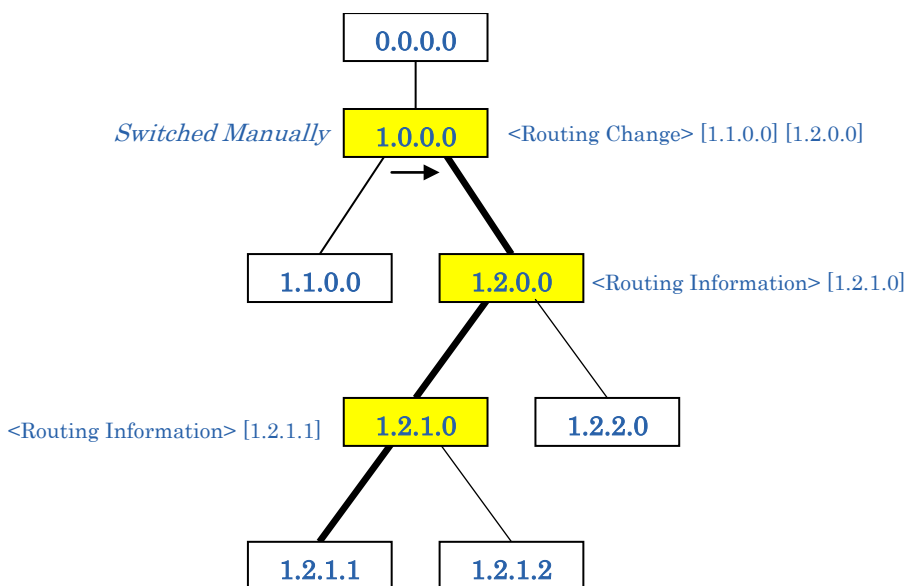 0.0.0.0
Switched Manually 1.0.0.0 <Routing Change> [1.1.0.0] [1.2.0.0]
1.1.0.0 1.2.0.0 <Routing Information> [1.2.1.0]
<Routing Information> [1.2.1.1] 1.2.1.0 1.2.2.0
1.2.1.1 1.2.1.2